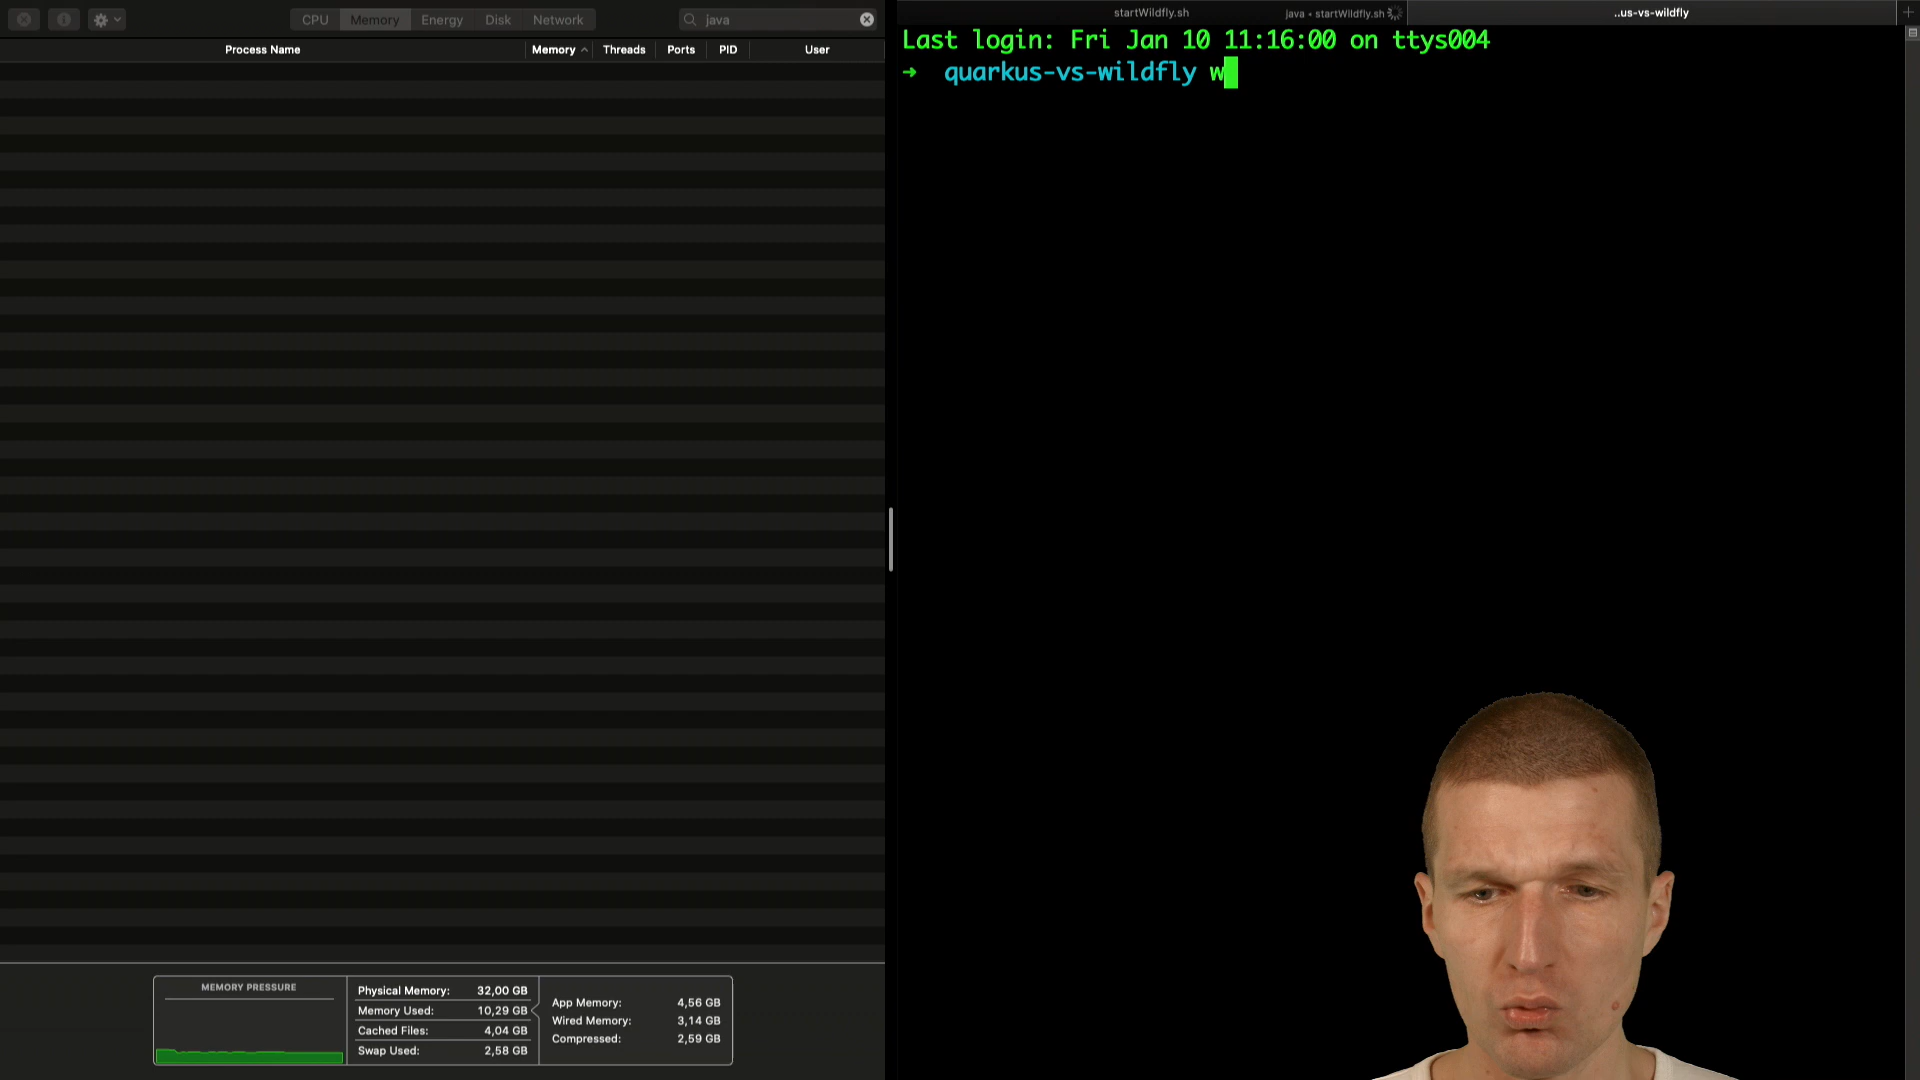 CPU Memory Energy Disk Network
java
Process Name Memory Threads Ports PID User
MEMORY PRESSURE
Physical Memory: 32,00 GB
Memory Used: 10,29 GB
Cached Files: 4,04 GB
Swap Used: 2,58 GB
App Memory: 4,56 GB
Wired Memory: 3,14 GB
Compressed: 2,59 GB
startWildfly.sh java • startWildfly.sh ..us-vs-wildfly
Last login: Fri Jan 10 11:16:00 on ttys004
➜ quarkus-vs-wildfly w